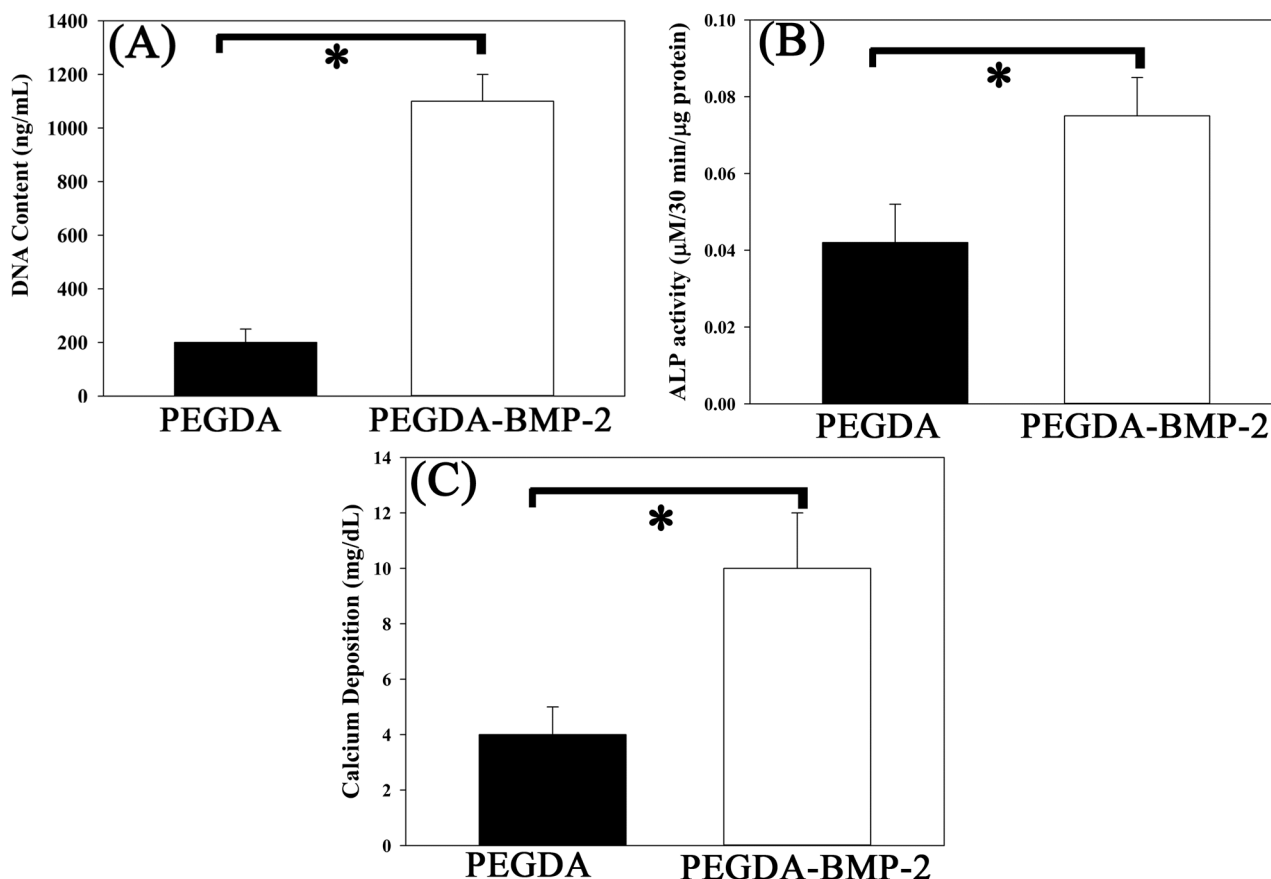 (A)
DNA Content (ng/mL)
1400
1200
1000
800
600
400
200
0
*
PEGDA
PEGDA-BMP-2
(B)
ALP activity (μM/30 min/μg protein)
0.10
0.08
0.06
0.04
0.02
0.00
*
PEGDA
PEGDA-BMP-2
(C)
Calcium Deposition (mg/dL)
14
12
10
8
6
4
2
0
*
PEGDA
PEGDA-BMP-2